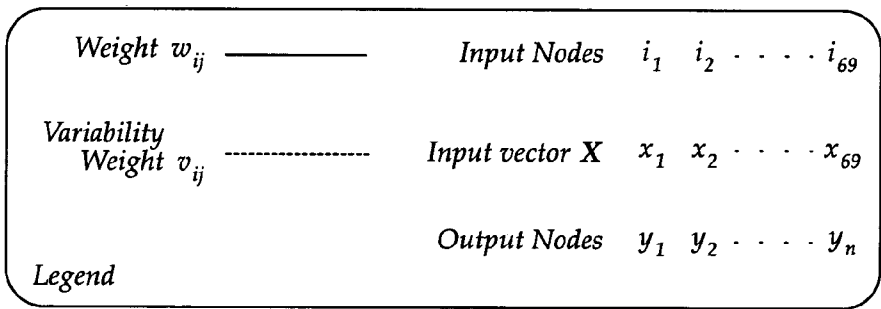 Weight w_ij Input Nodes i_1 i_2 · · · · i_69
Variability
Weight v_ij Input vector X x_1 x_2 · · · · x_69
Output Nodes y_1 y_2 · · · · y_n
Legend